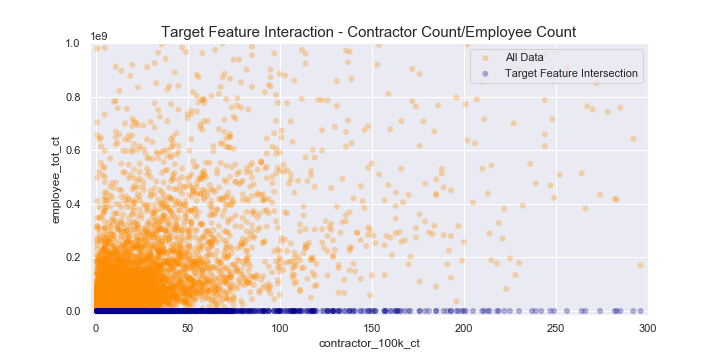 Target Feature Interaction - Contractor Count/Employee Count
1e9
All Data
Target Feature Intersection
1.0
0.8
0.6
0.4
0.2
0.0
employee_tot_ct
0 50 100 150 200 250 300
contractor_100k_ct